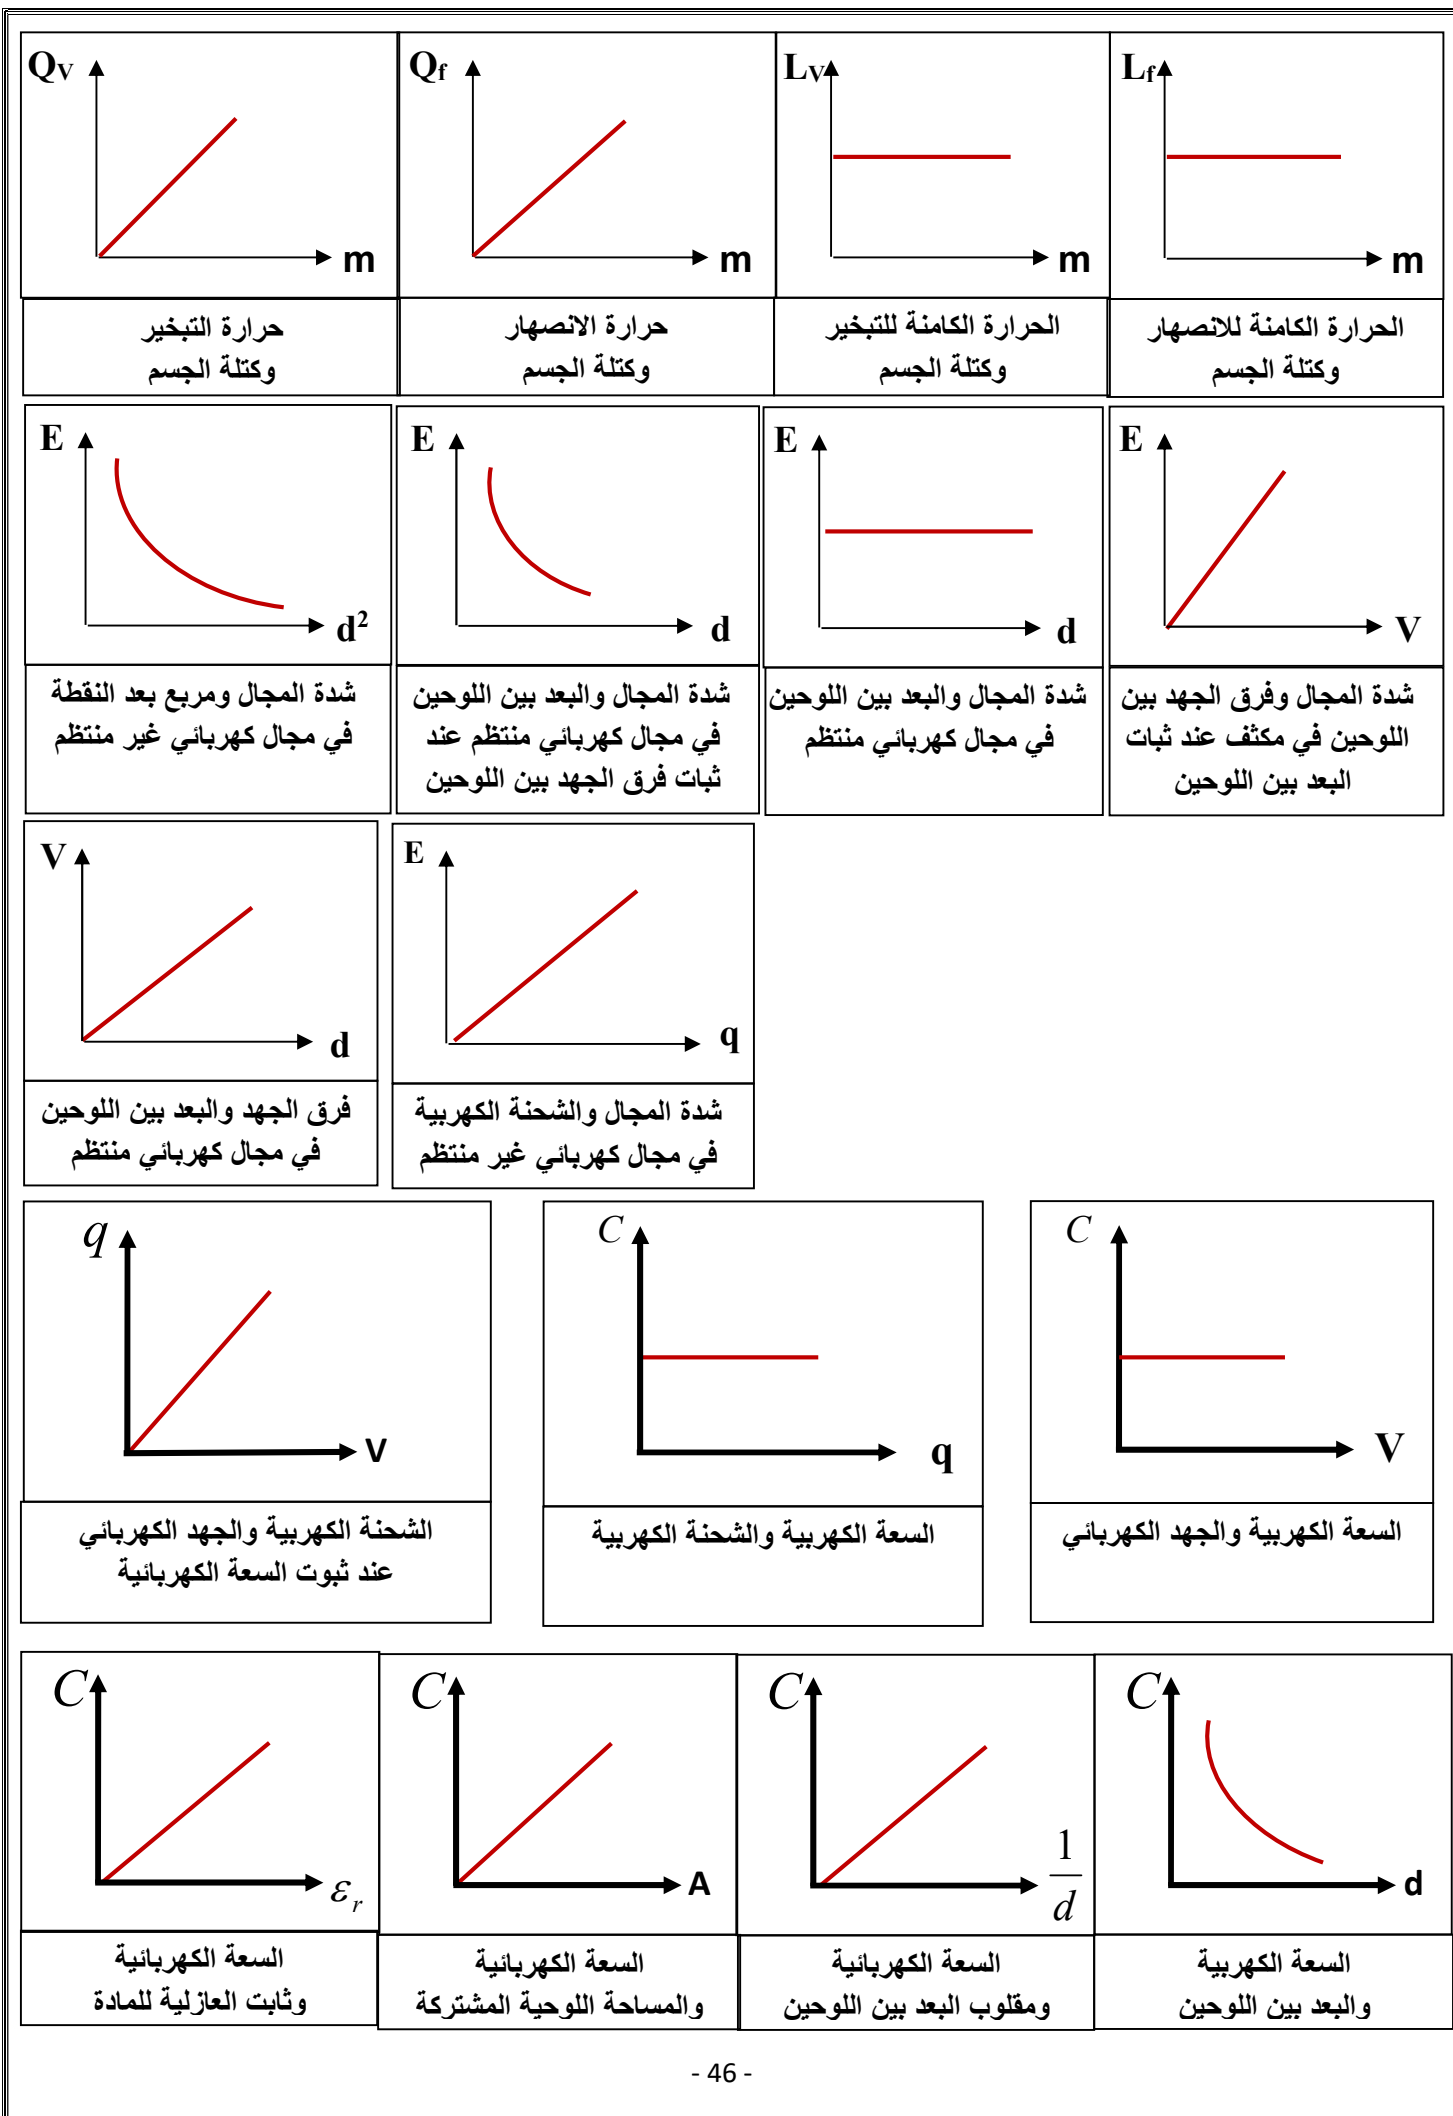 L_f
m
L_V
m
Q_f
m
Q_V
m
الحرارة الكامنة للانصهار
وكتلة الجسم
الحرارة الكامنة للتبخير
وكتلة الجسم
حرارة الانصهار
وكتلة الجسم
حرارة التبخير
وكتلة الجسم
E
V
E
d
E
d
E
d²
شدة المجال وفرق الجهد بين
اللوحين في مكثف عند ثبات
البعد بين اللوحين
شدة المجال والبعد بين اللوحين
في مجال كهربائي منتظم
شدة المجال والبعد بين اللوحين
في مجال كهربائي منتظم عند
ثبات فرق الجهد بين اللوحين
شدة المجال ومربع بعد النقطة
في مجال كهربائي غير منتظم
E
q
V
d
شدة المجال والشحنة الكهربية
في مجال كهربائي غير منتظم
فرق الجهد والبعد بين اللوحين
في مجال كهربائي منتظم
C
V
C
q
q
V
السعة الكهربية والجهد الكهربائي
السعة الكهربية والشحنة الكهربية
الشحنة الكهربية والجهد الكهربائي
عند ثبوت السعة الكهربائية
C
d
C
1/d
C
A
C
ε_r
السعة الكهربية
والبعد بين اللوحين
السعة الكهربائية
ومقلوب البعد بين اللوحين
السعة الكهربائية
والمساحة اللوحية المشتركة
السعة الكهربائية
وثابت العازلية للمادة
- 46 -